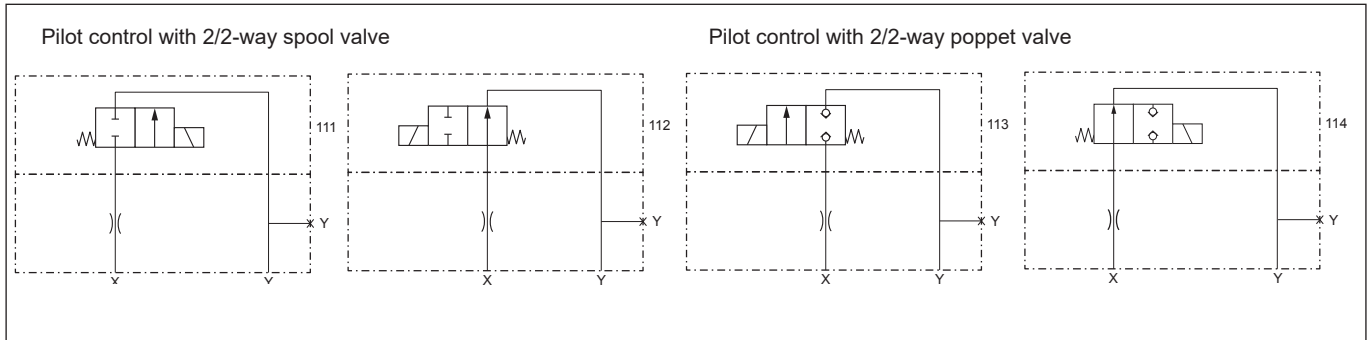 Pilot control with 2/2-way spool valve
Pilot control with 2/2-way poppet valve
111
112
113
114
Y
Y
Y
Y
X
Y
X
Y
X
Y
X
Y